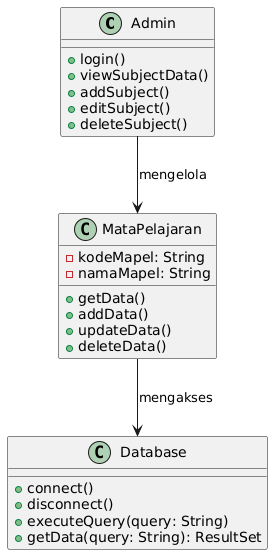 C Admin
login()
viewSubjectData()
addSubject()
editSubject()
deleteSubject()
mengelola
C MataPelajaran
kodeMapel: String
namaMapel: String
getData()
addData()
updateData()
deleteData()
mengakses
C Database
connect()
disconnect()
executeQuery(query: String)
getData(query: String): ResultSet